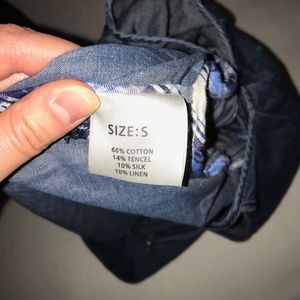 SIZE: S
66% COTTON
14% TENCEL
10% SILK
10% LINEN